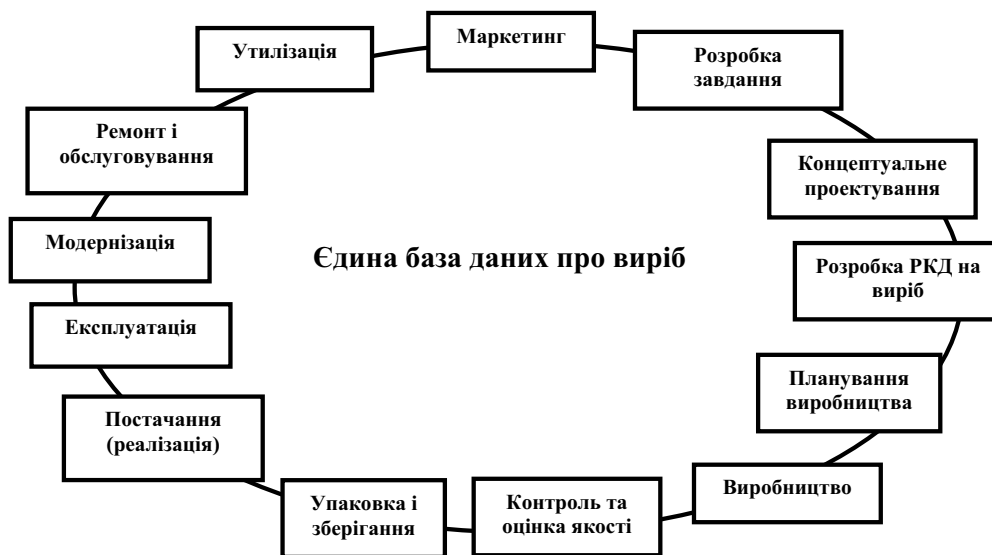 Маркетинг
Розробка
завдання
Концептуальне
проектування
Розробка РКД на
виріб
Планування
виробництва
Виробництво
Контроль та
оцінка якості
Упаковка і
зберігання
Постачання
(реалізація)
Експлуатація
Модернізація
Ремонт і
обслуговування
Утилізація
Єдина база даних про виріб